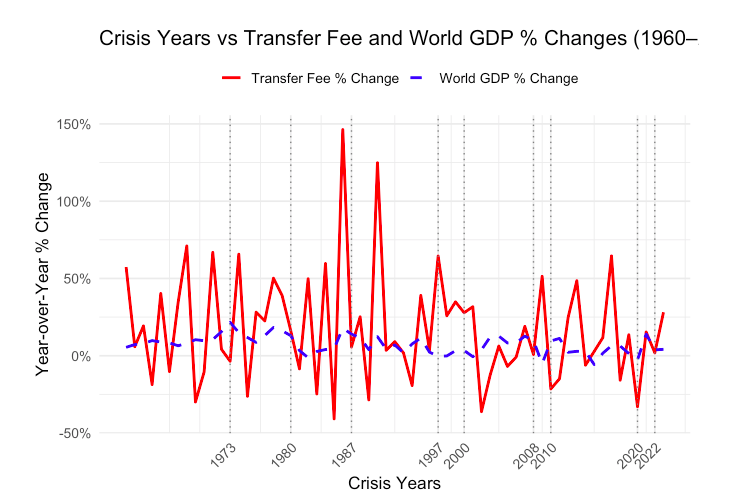 Crisis Years vs Transfer Fee and World GDP % Changes (1960–
Transfer Fee % Change World GDP % Change
150%
100%
50%
0%
-50%
Year-over-Year % Change
1973 1980 1987 1997 2000 2008 2010 2020 2022
Crisis Years